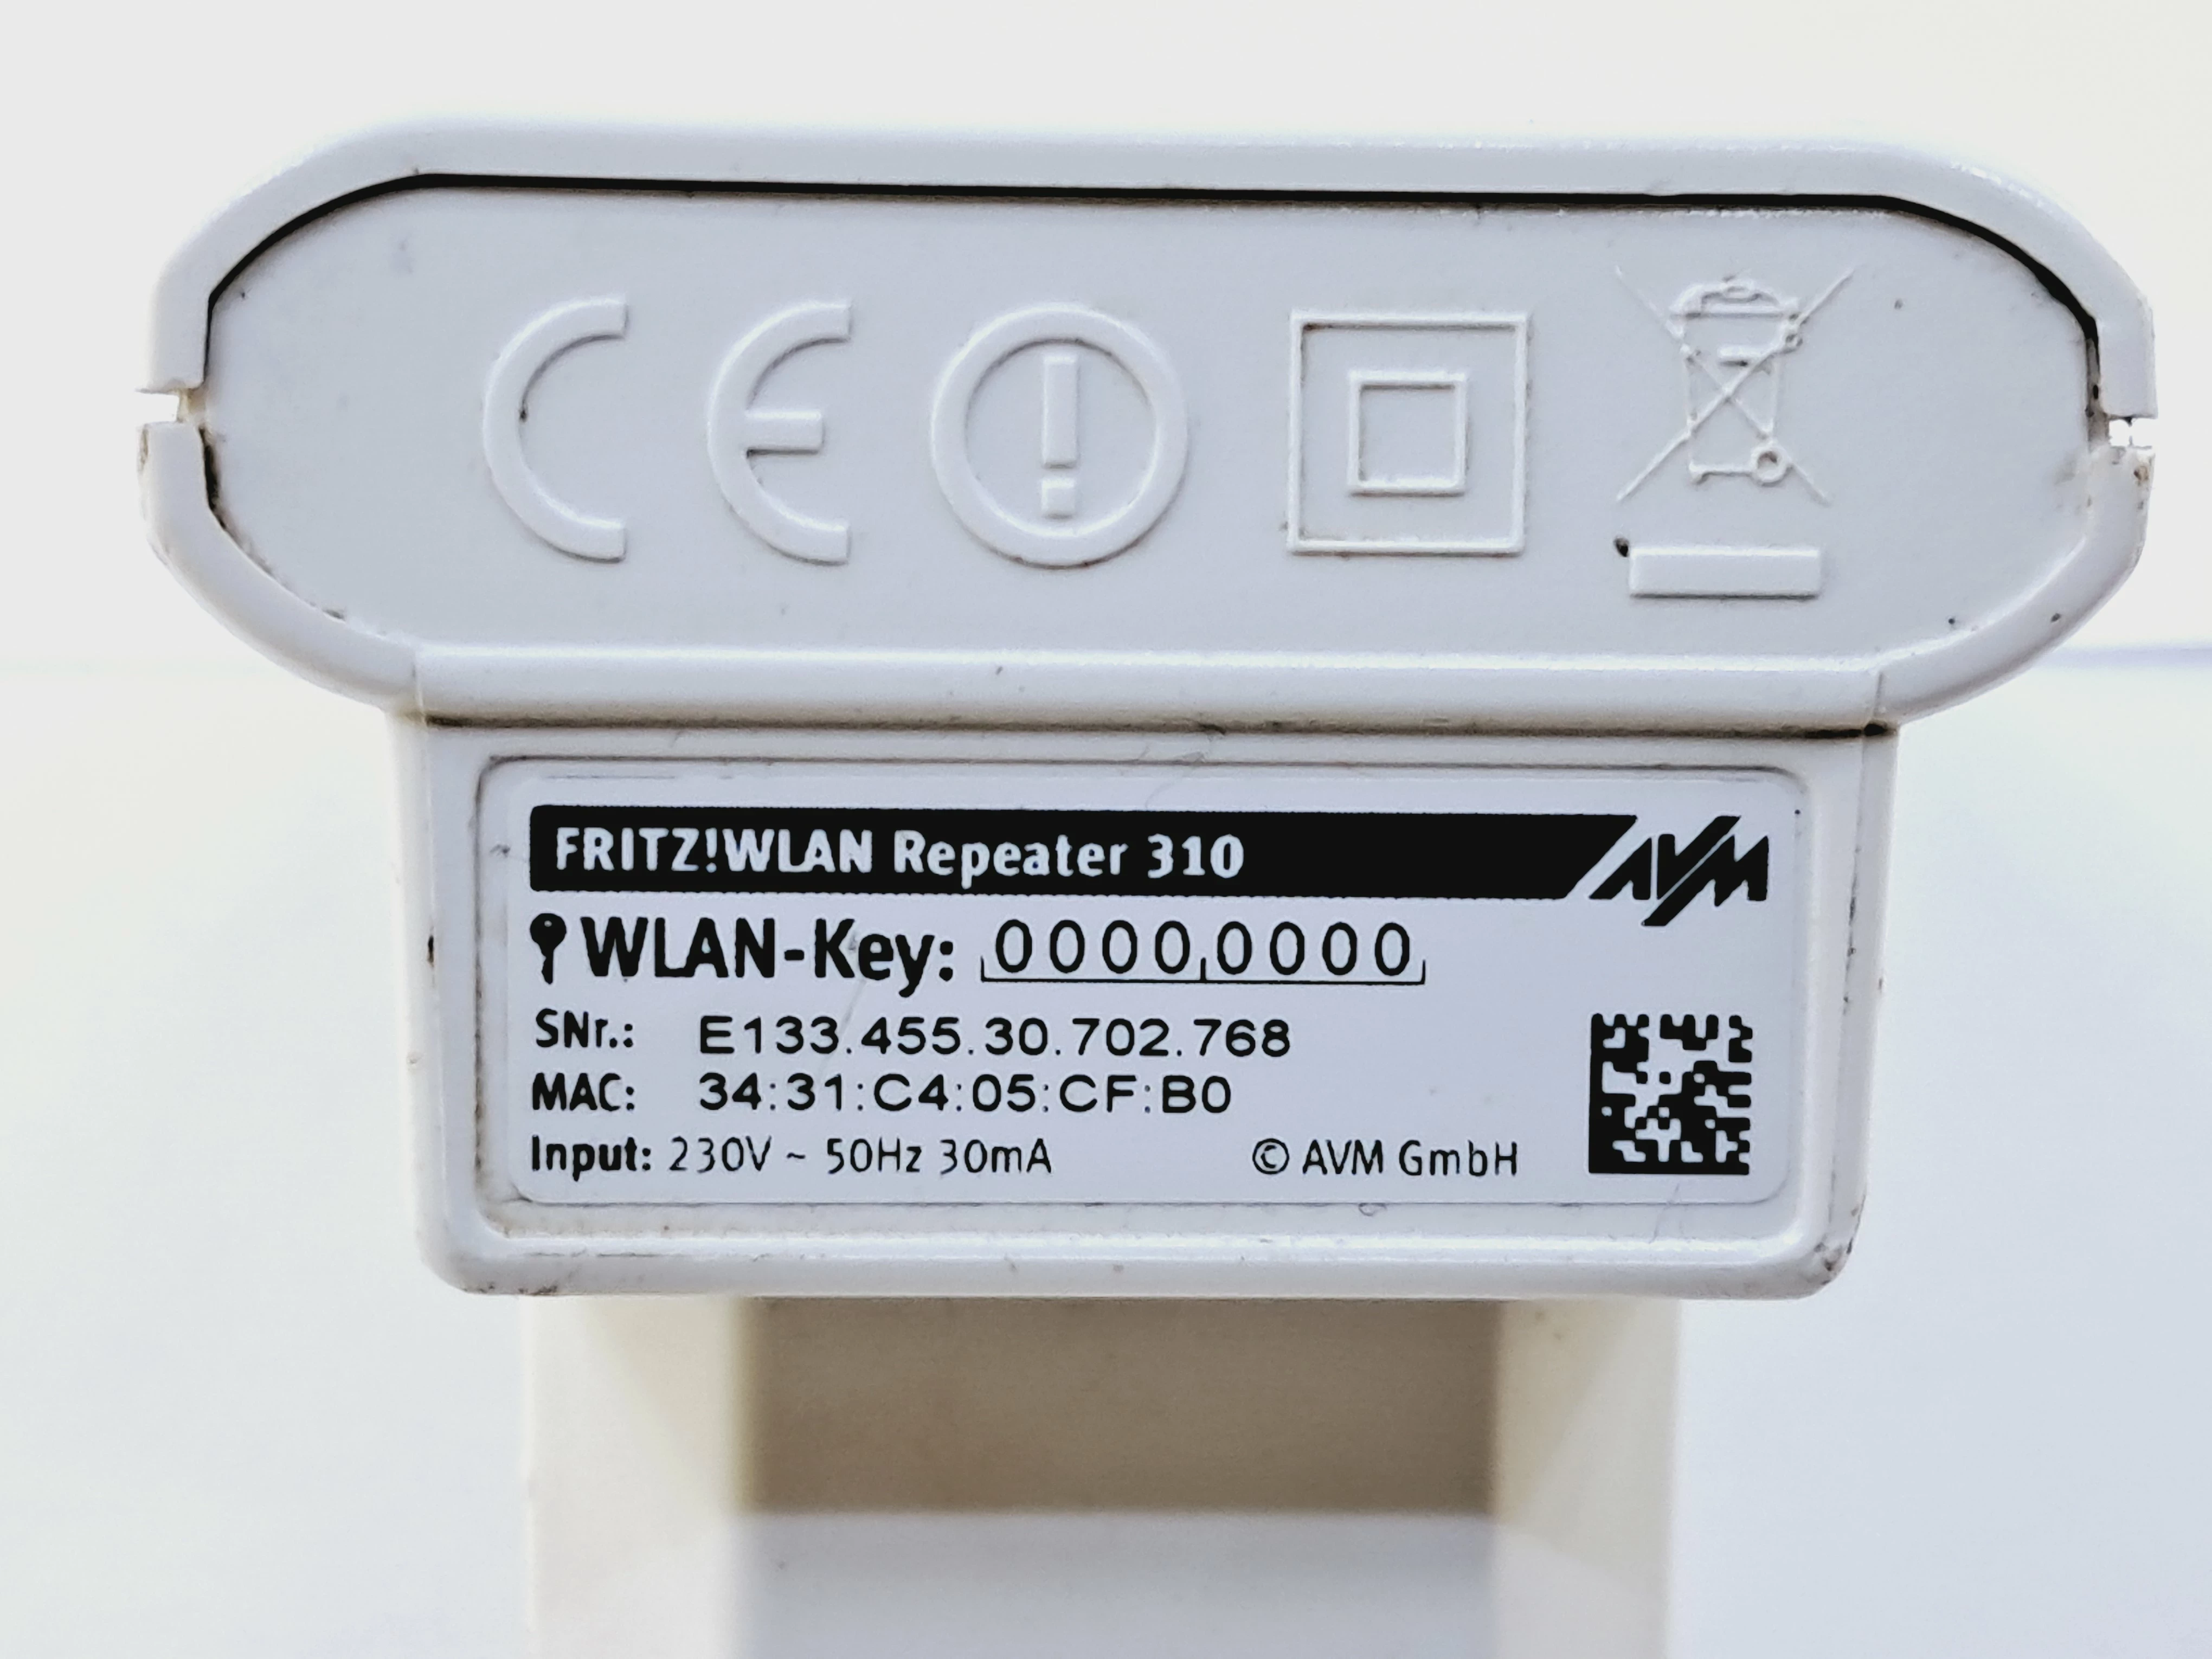 CE
FRITZ!WLAN Repeater 310 AVM
WLAN-Key: 0000 0000
SNr.: E133.455.30.702.768
MAC: 34:31:C4:05:CF:B0
Input: 230V ~ 50Hz 30mA © AVM GmbH